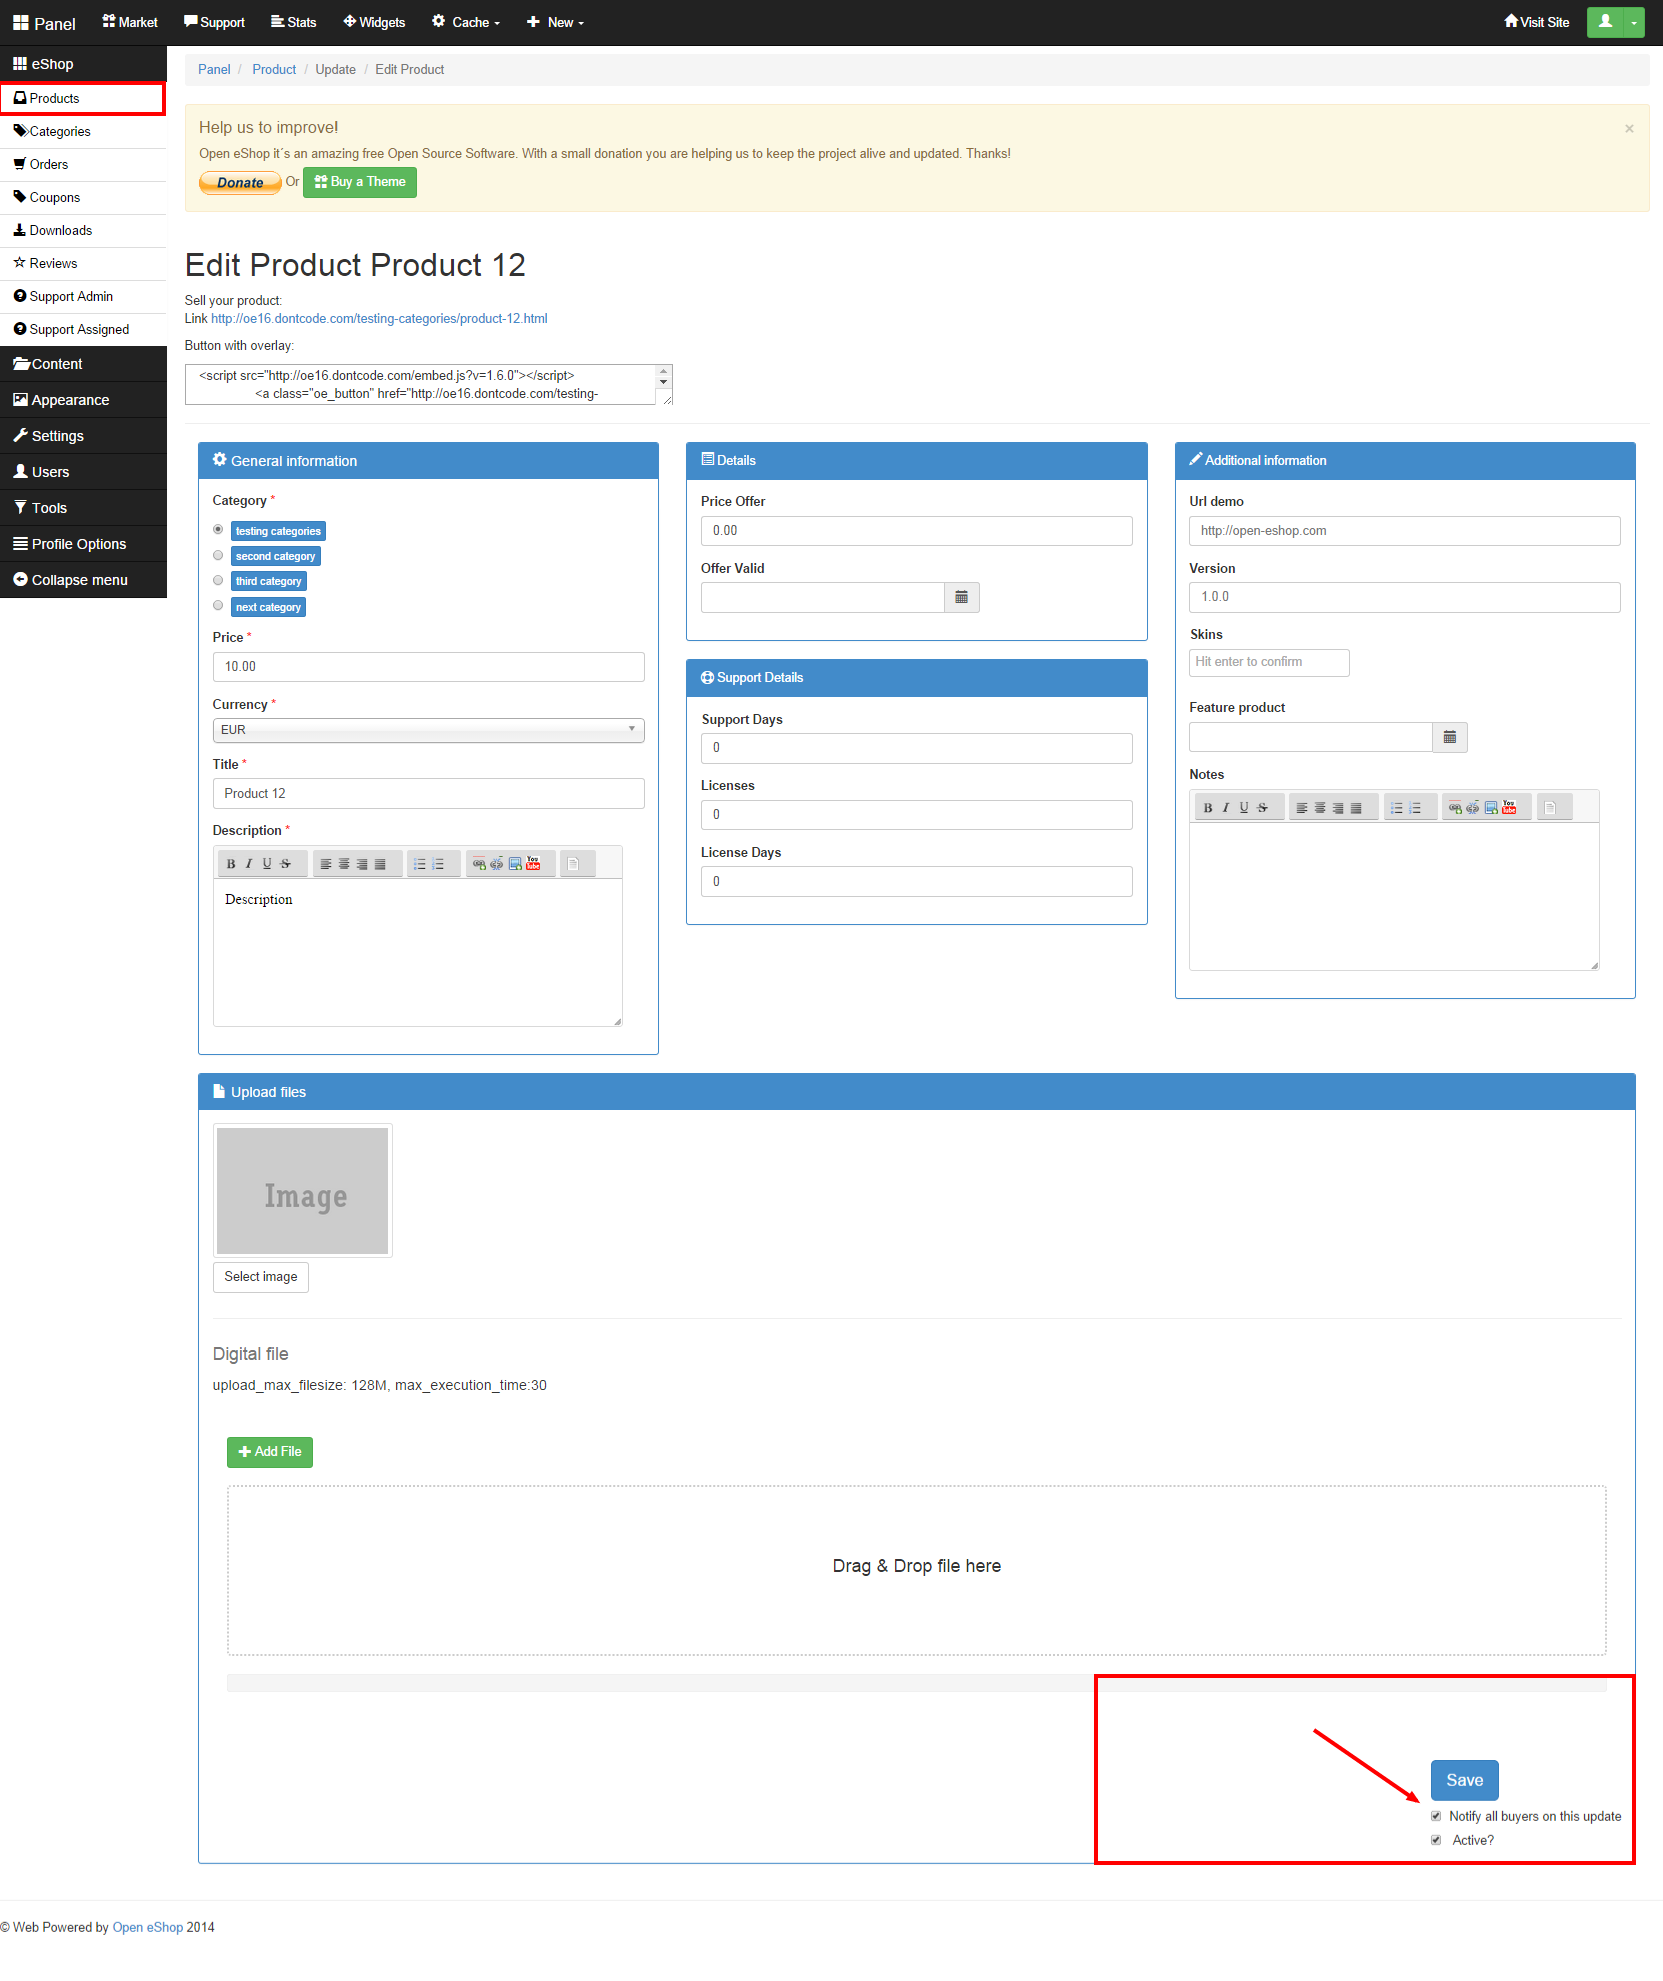 Panel Market Support Stats Widgets Cache New Visit Site
eShop
Products
Categories
Orders
Coupons
Downloads
Reviews
Support Admin
Support Assigned
Content
Appearance
Settings
Users
Tools
Profile Options
Collapse menu
Panel / Product / Update / Edit Product
Help us to improve!
×
Open eShop it´s an amazing free Open Source Software. With a small donation you are helping us to keep the project alive and updated. Thanks!
Donate Or Buy a Theme
Edit Product Product 12
Sell your product:
Link http://oe16.dontcode.com/testing-categories/product-12.html
Button with overlay:
<script src="http://oe16.dontcode.com/embed.js?v=1.6.0"></script>
<a class="oe_button" href="http://oe16.dontcode.com/testing-
General information
Category *
testing categories
second category
third category
next category
Price *
10.00
Currency *
EUR
Title *
Product 12
Description *
B I U S You Tube
Description
Details
Price Offer
0.00
Offer Valid
Support Details
Support Days
0
Licenses
0
License Days
0
Additional information
Url demo
http://open-eshop.com
Version
1.0.0
Skins
Hit enter to confirm
Feature product
Notes
B I U S You Tube
Upload files
Image
Select image
Digital file
upload_max_filesize: 128M, max_execution_time:30
Add File
Drag & Drop file here
Save
Notify all buyers on this update
Active?
© Web Powered by Open eShop 2014